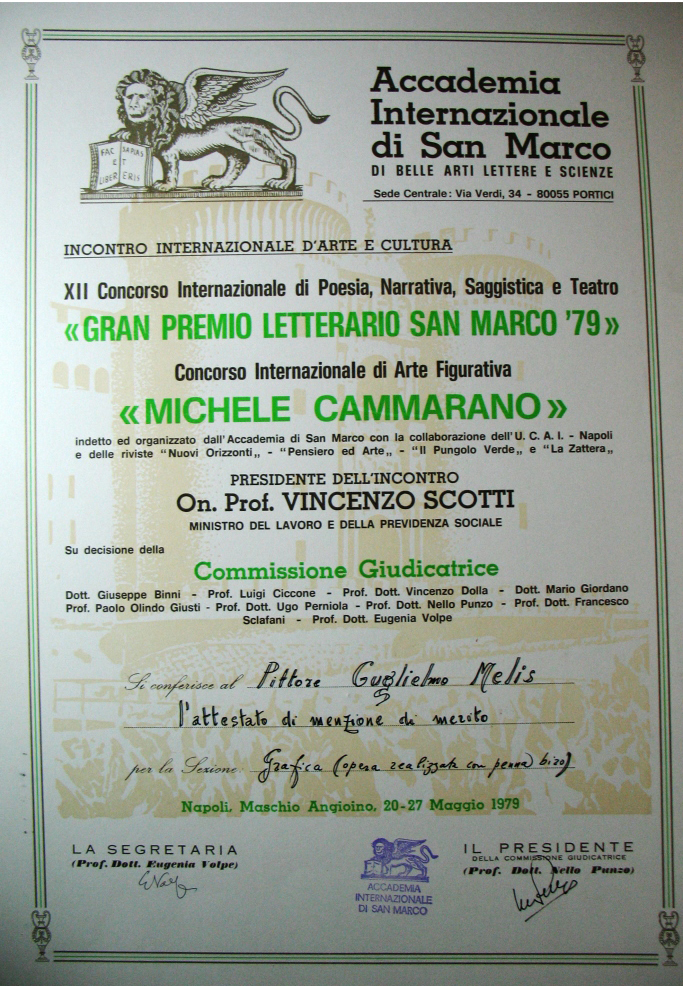 FAC SAPIAS
ET
LIBER ERIS
Accademia
Internazionale
di San Marco
DI BELLE ARTI LETTERE E SCIENZE
Sede Centrale: Via Verdi, 34 - 80055 PORTICI
INCONTRO INTERNAZIONALE D'ARTE E CULTURA
XII Concorso Internazionale di Poesia, Narrativa, Saggistica e Teatro
«GRAN PREMIO LETTERARIO SAN MARCO '79»
Concorso Internazionale di Arte Figurativa
«MICHELE CAMMARANO»
indetto ed organizzato dall'Accademia di San Marco con la collaborazione dell'U.C.A.I. - Napoli
e delle riviste "Nuovi Orizzonti„ - "Pensiero ed Arte„ - "Il Pungolo Verde„ e "La Zattera„
PRESIDENTE DELL'INCONTRO
On. Prof. VINCENZO SCOTTI
MINISTRO DEL LAVORO E DELLA PREVIDENZA SOCIALE
Su decisione della
Commissione Giudicatrice
Dott. Giuseppe Binni - Prof. Luigi Ciccone - Prof. Dott. Vincenzo Dolla - Dott. Mario Giordano
Prof. Paolo Olindo Giusti - Prof. Dott. Ugo Perniola - Prof. Dott. Nello Punzo - Prof. Dott. Francesco
Sclafani - Prof. Dott. Eugenia Volpe
Si conferisce al Pittore Guglielmo Melis
l'attestato di menzione di merito
per la Sezione: Grafica (opera realizzata con penna biro)
Napoli, Maschio Angioino, 20-27 Maggio 1979
LA SEGRETARIA
(Prof. Dott. Eugenia Volpe)
ACCADEMIA
INTERNAZIONALE
DI SAN MARCO
IL PRESIDENTE
DELLA COMMISSIONE GIUDICATRICE
(Prof. Dott. Nello Punzo)